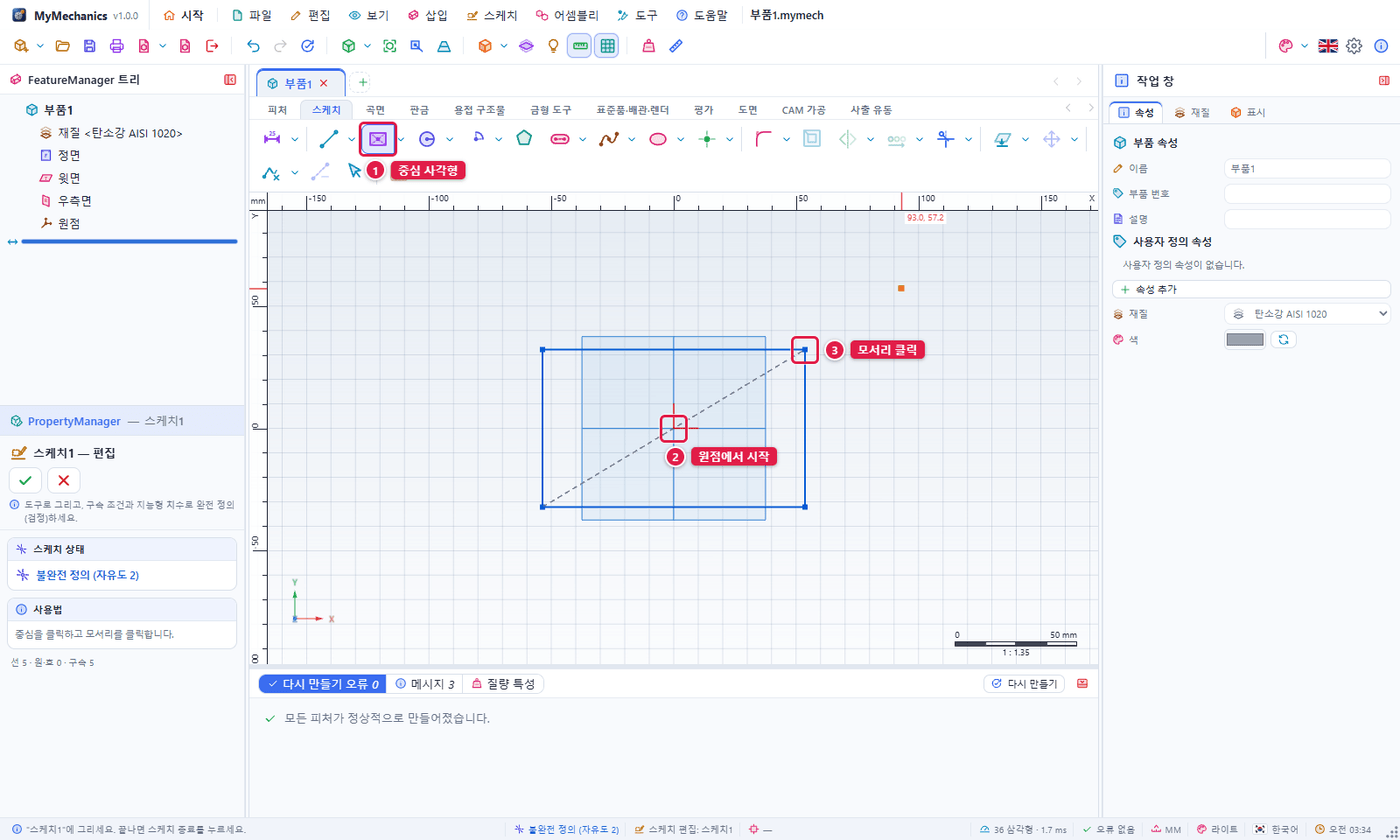 MyMechanics v1.0.0 시작 파일 편집 보기 삽입 스케치 어셈블리 도구 도움말 부품1.mymech
FeatureManager 트리
부품1
재질 <탄소강 AISI 1020>
정면
윗면
우측면
원점
PropertyManager — 스케치1
스케치1 — 편집
도구로 그리고, 구속 조건과 지능형 치수로 완전 정의
(검정)하세요.
스케치 상태
불완전 정의 (자유도 2)
사용법
중심을 클릭하고 모서리를 클릭합니다.
선 5 · 원·호 0 · 구속 5
부품1
피처 스케치 곡면 판금 용접 구조물 금형 도구 표준품·배관·렌더 평가 도면 CAM 가공 사출 유동
25
1 중심 사각형
mm -150 -100 -50 0 50 100 150 X
Y
93.0, 57.2
50
0
-50
00
3 모서리 클릭
2 원점에서 시작
Y
X
0 50 mm
1 : 1.35
다시 만들기 오류 0 메시지 3 질량 특성 다시 만들기
모든 피처가 정상적으로 만들어졌습니다.
작업 창
속성 재질 표시
부품 속성
이름 부품1
부품 번호
설명
사용자 정의 속성
사용자 정의 속성이 없습니다.
속성 추가
재질 탄소강 AISI 1020
색
"스케치1"에 그리세요. 끝나면 스케치 종료를 누르세요. 불완전 정의 (자유도 2) 스케치 편집: 스케치1 — 36 삼각형 · 1.7 ms 오류 없음 MM 라이트 한국어 오전 03:34